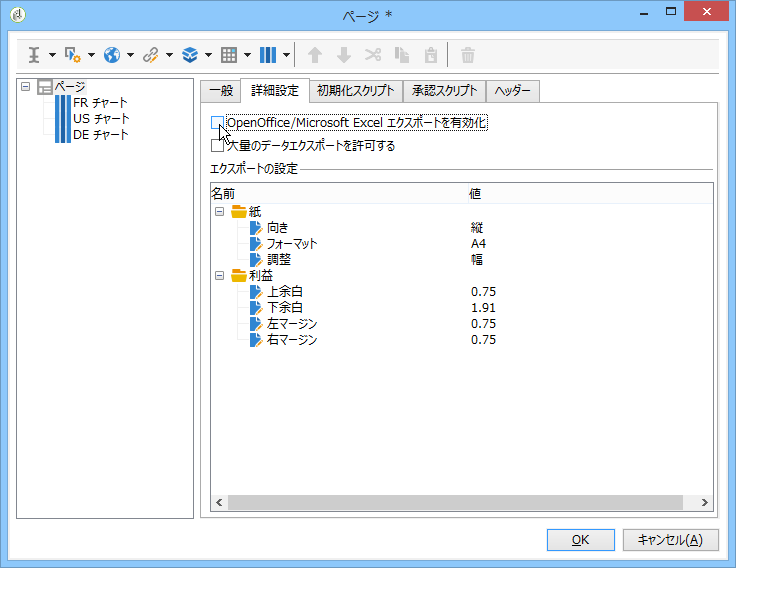 ページ *
ページ
FR チャート
US チャート
DE チャート
一般 詳細設定 初期化スクリプト 承認スクリプト ヘッダー
OpenOffice/Microsoft Excel エクスポートを有効化
大量のデータエクスポートを許可する
エクスポートの設定
名前 値
紙
向き 縦
フォーマット A4
調整 幅
利益
上余白 0.75
下余白 1.91
左マージン 0.75
右マージン 0.75
OK キャンセル(A)